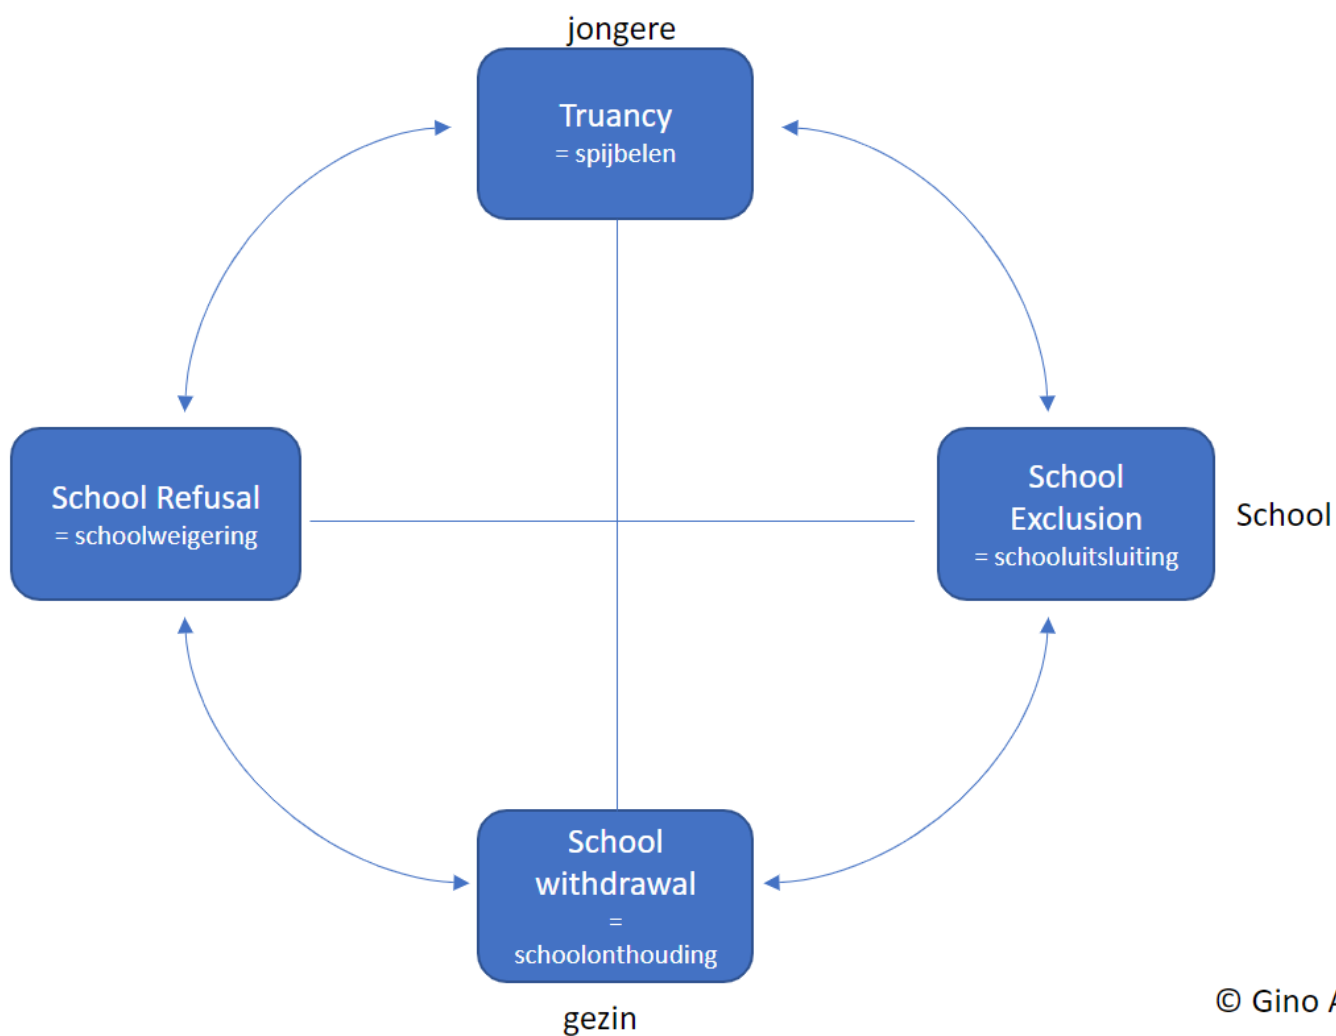 jongere
Truancy
= spijbelen
School Refusal
= schoolweigering
School
Exclusion
= schooluitsluiting
School
School
withdrawal
=
schoolonthouding
gezin
© Gino A